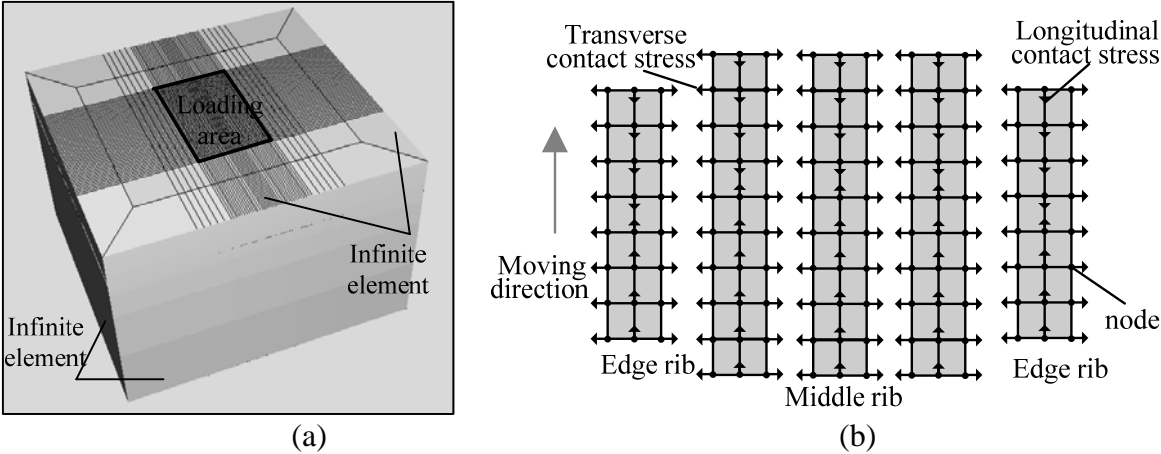 Loading
area
Infinite
element
Infinite
element
(a)
Transverse
contact stress
Longitudinal
contact stress
Moving
direction
node
Edge rib
Middle rib
Edge rib
(b)